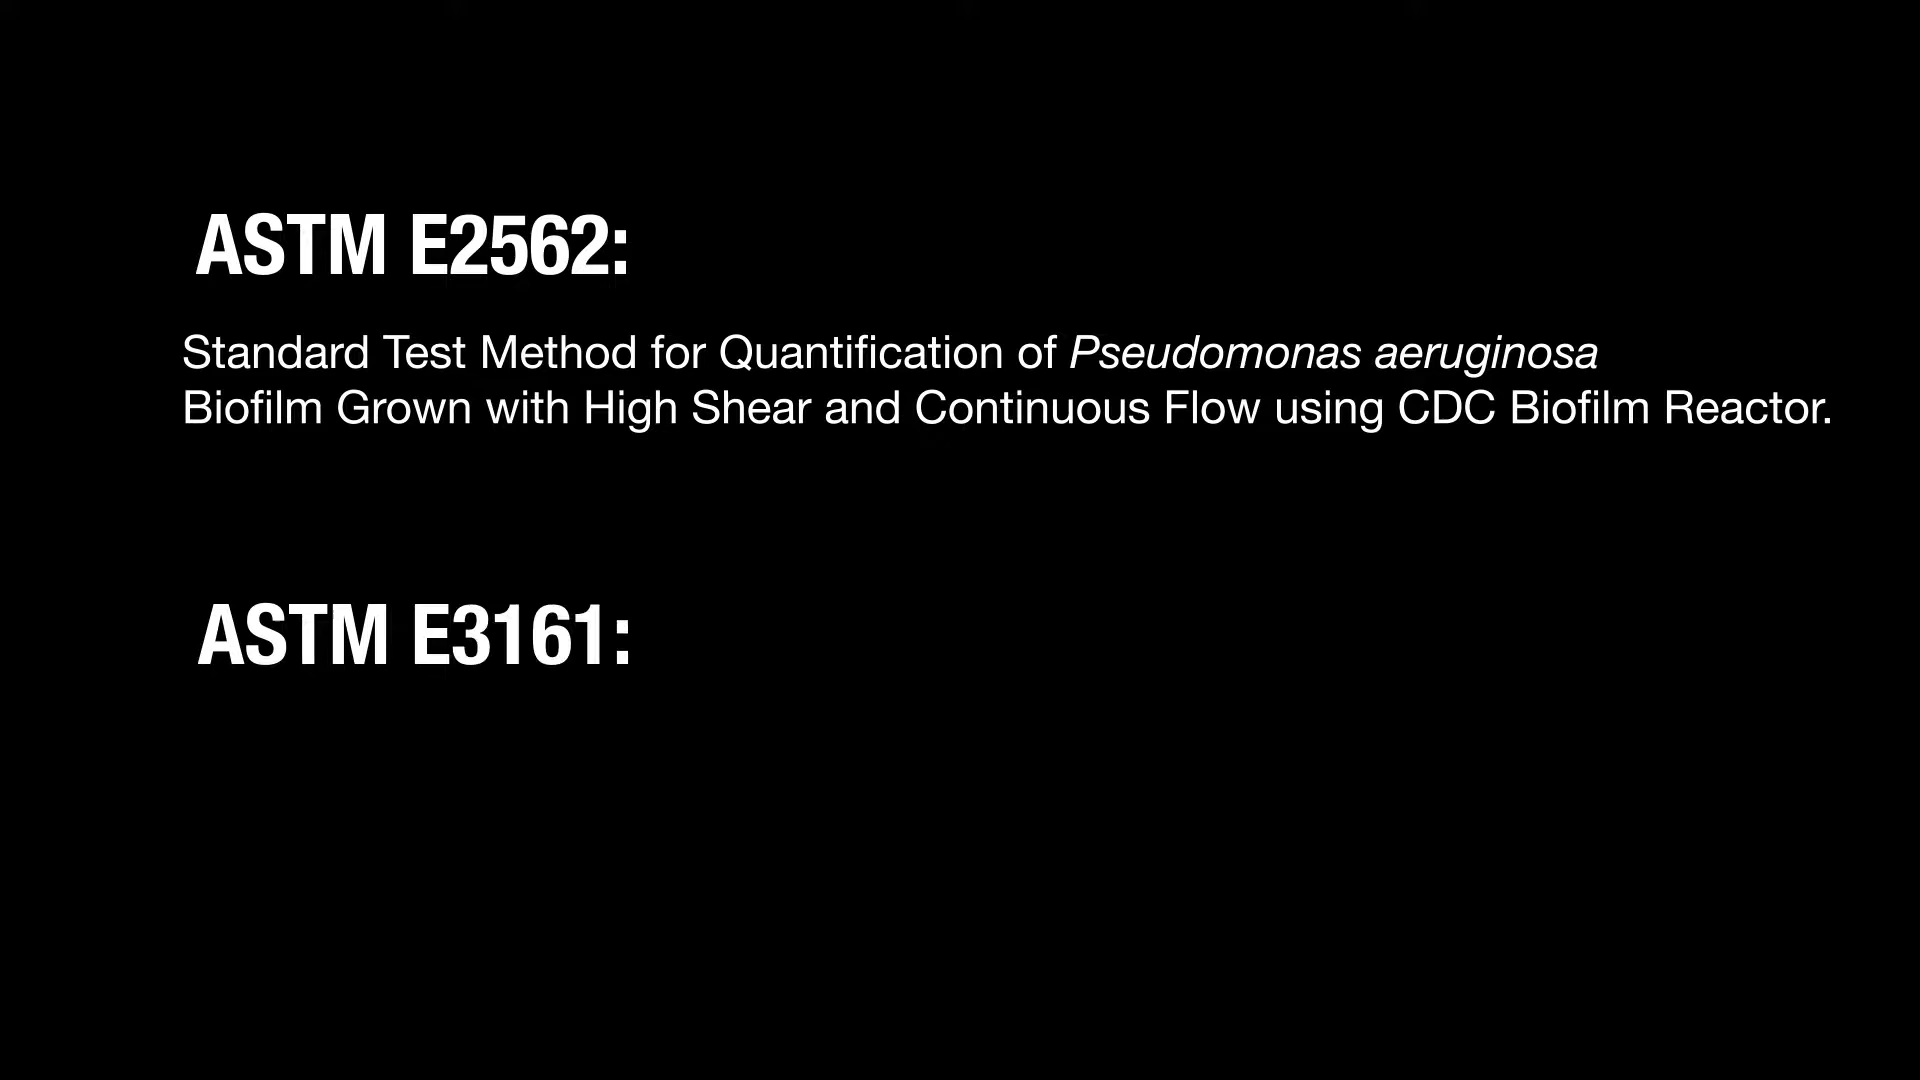 ASTM E2562:
Standard Test Method for Quantification of Pseudomonas aeruginosa
Biofilm Grown with High Shear and Continuous Flow using CDC Biofilm Reactor.
ASTM E3161: